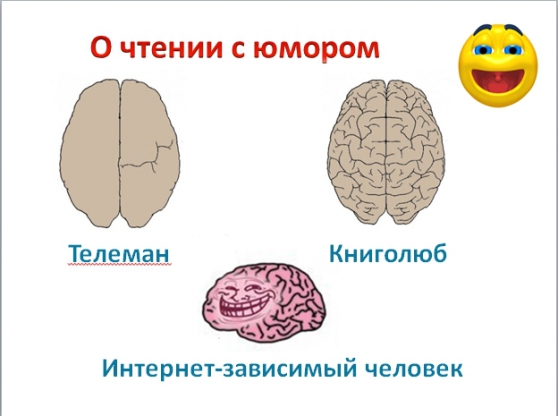 О чтении с юмором
Телеман
Книголюб
Интернет-зависимый человек